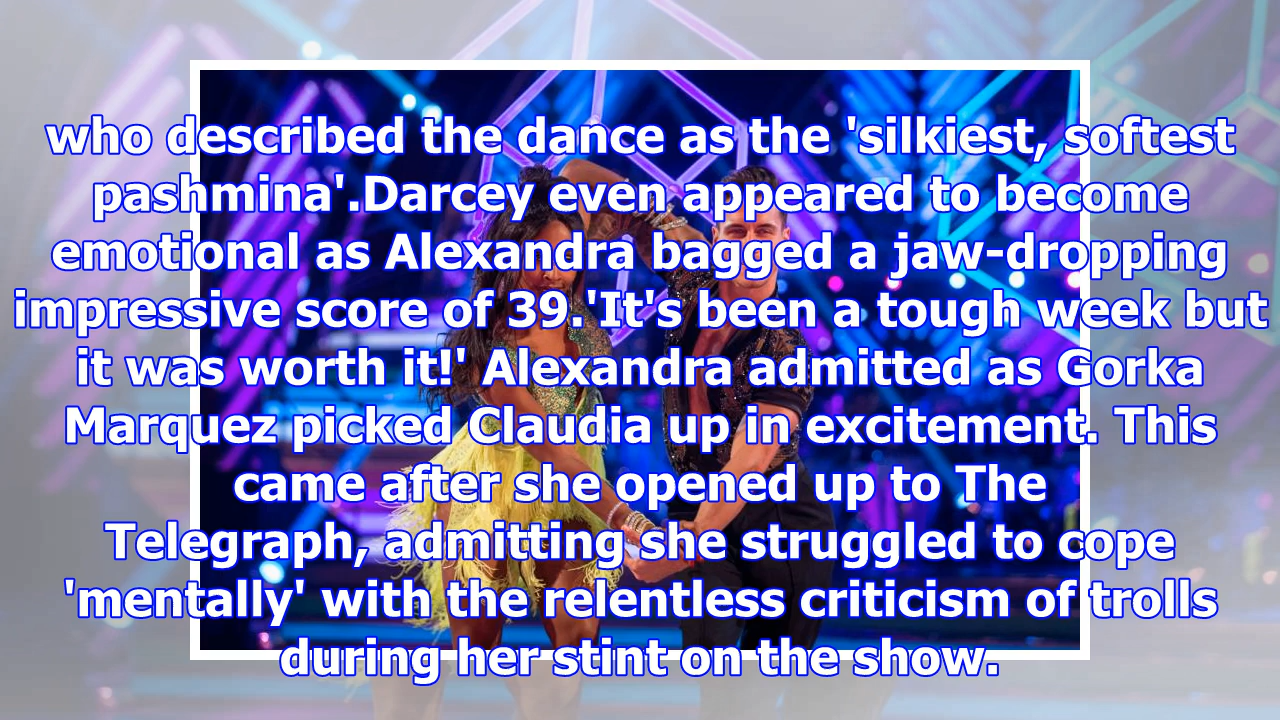 who described the dance as the 'silkiest, softest
pashmina'.Darcey even appeared to become
emotional as Alexandra bagged a jaw-dropping
impressive score of 39.'It's been a tough week but
it was worth it!' Alexandra admitted as Gorka
Marquez picked Claudia up in excitement. This
came after she opened up to The
Telegraph, admitting she struggled to cope
'mentally' with the relentless criticism of trolls
during her stint on the show.